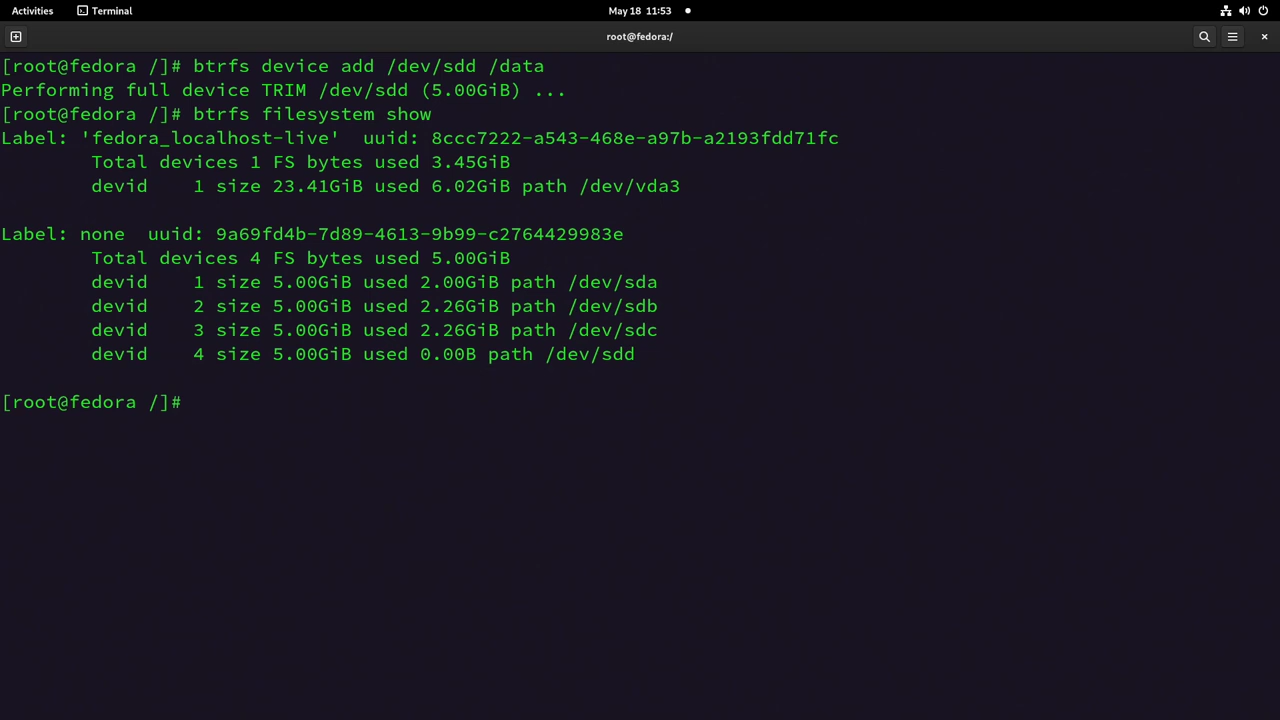 Activities Terminal May 18 11:53
root@fedora:/
[root@fedora /]# btrfs device add /dev/sdd /data
Performing full device TRIM /dev/sdd (5.00GiB) ...
[root@fedora /]# btrfs filesystem show
Label: 'fedora_localhost-live'  uuid: 8ccc7222-a543-468e-a97b-a2193fdd71fc
        Total devices 1 FS bytes used 3.45GiB
        devid    1 size 23.41GiB used 6.02GiB path /dev/vda3
Label: none  uuid: 9a69fd4b-7d89-4613-9b99-c2764429983e
        Total devices 4 FS bytes used 5.00GiB
        devid    1 size 5.00GiB used 2.00GiB path /dev/sda
        devid    2 size 5.00GiB used 2.26GiB path /dev/sdb
        devid    3 size 5.00GiB used 2.26GiB path /dev/sdc
        devid    4 size 5.00GiB used 0.00B path /dev/sdd
[root@fedora /]#